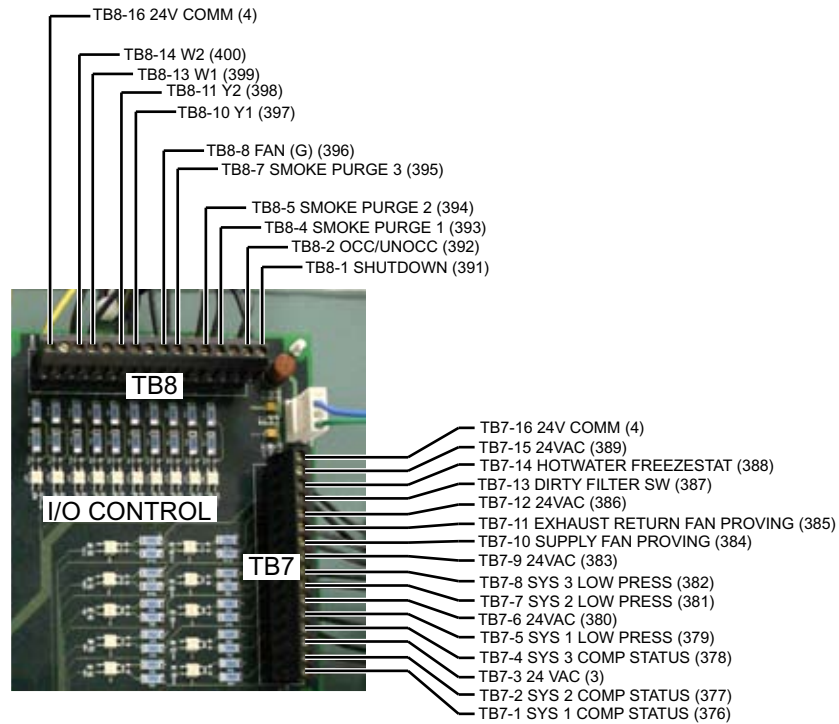 TB8-16 24V COMM (4)
TB8-14 W2 (400)
TB8-13 W1 (399)
TB8-11 Y2 (398)
TB8-10 Y1 (397)
TB8-8 FAN (G) (396)
TB8-7 SMOKE PURGE 3 (395)
TB8-5 SMOKE PURGE 2 (394)
TB8-4 SMOKE PURGE 1 (393)
TB8-2 OCC/UNOCC (392)
TB8-1 SHUTDOWN (391)
TB8
I/O CONTROL
TB7
TB7-16 24V COMM (4)
TB7-15 24VAC (389)
TB7-14 HOTWATER FREEZESTAT (388)
TB7-13 DIRTY FILTER SW (387)
TB7-12 24VAC (386)
TB7-11 EXHAUST RETURN FAN PROVING (385)
TB7-10 SUPPLY FAN PROVING (384)
TB7-9 24VAC (383)
TB7-8 SYS 3 LOW PRESS (382)
TB7-7 SYS 2 LOW PRESS (381)
TB7-6 24VAC (380)
TB7-5 SYS 1 LOW PRESS (379)
TB7-4 SYS 3 COMP STATUS (378)
TB7-3 24 VAC (3)
TB7-2 SYS 2 COMP STATUS (377)
TB7-1 SYS 1 COMP STATUS (376)